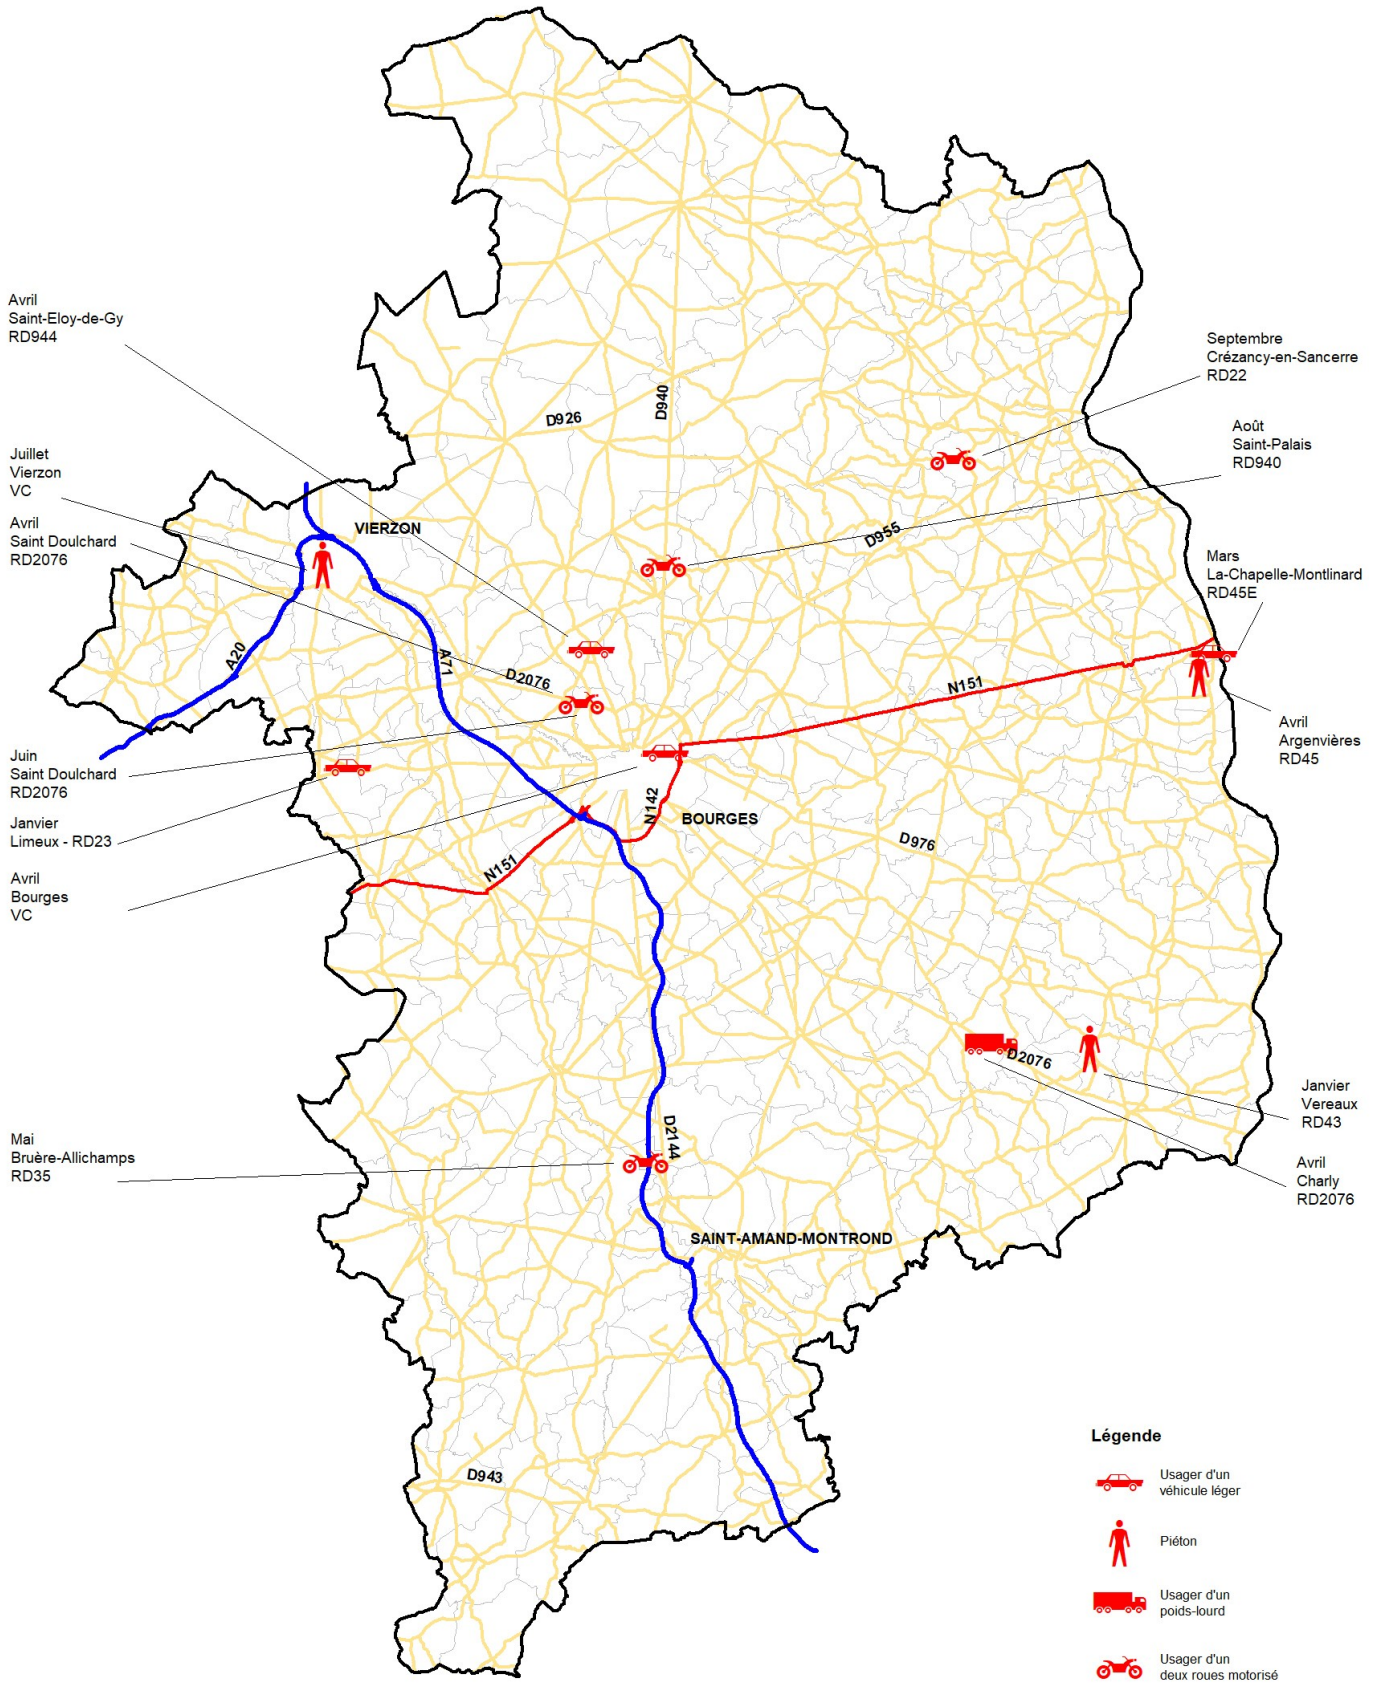 Avril
Saint-Eloy-de-Gy
RD944
Septembre
Crézancy-en-Sancerre
RD22
D940
D926
Août
Saint-Palais
RD940
Juillet
Vierzon
VC
Avril
Saint Doulchard
RD2076
VIERZON
D955
Mars
La-Chapelle-Montlinard
RD45E
A20
A71
D2076
N151
Avril
Argenvières
RD45
Juin
Saint Doulchard
RD2076
Janvier
Limeux - RD23
N142
BOURGES
D976
N151
Avril
Bourges
VC
D2076
Janvier
Vereaux
RD43
Mai
Bruère-Allichamps
RD35
D2144
Avril
Charly
RD2076
SAINT-AMAND-MONTROND
D943
Légende
Usager d'un
véhicule léger
Piéton
Usager d'un
poids-lourd
Usager d'un
deux roues motorisé